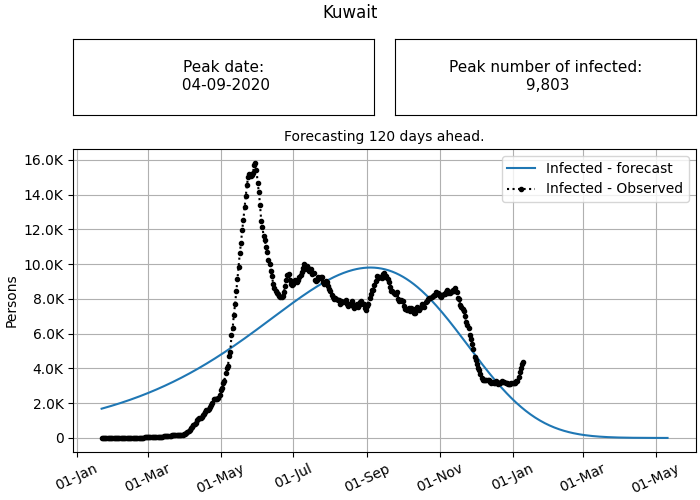 Kuwait
Peak date:
04-09-2020
Peak number of infected:
9,803
Forecasting 120 days ahead.
Infected - forecast
Infected - Observed
Persons
16.0K
14.0K
12.0K
10.0K
8.0K
6.0K
4.0K
2.0K
0
01-Jan
01-Mar
01-May
01-Jul
01-Sep
01-Nov
01-Jan
01-Mar
01-May